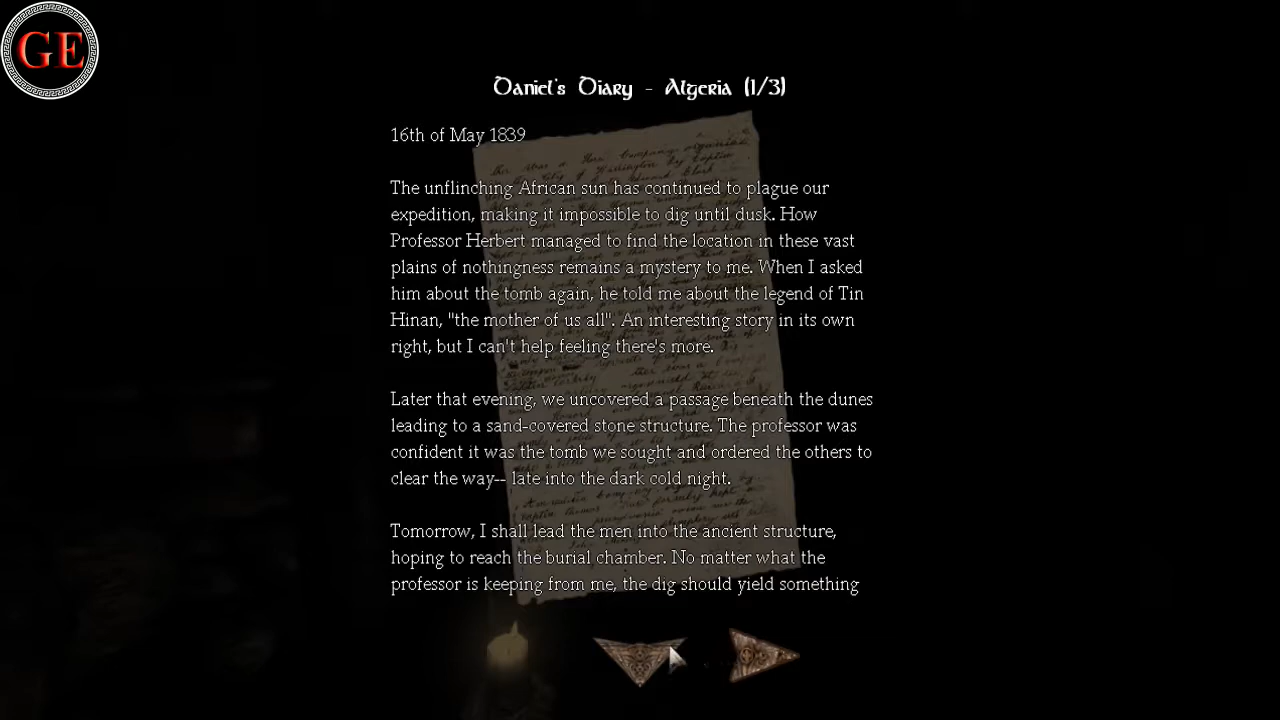 GE
Daniel's Diary - Algeria (1/3)
16th of May 1839
The unflinching African sun has continued to plague our
expedition, making it impossible to dig until dusk. How
Professor Herbert managed to find the location in these vast
plains of nothingness remains a mystery to me. When I asked
him about the tomb again, he told me about the legend of Tin
Hinan, "the mother of us all". An interesting story in its own
right, but I can't help feeling there's more.
Later that evening, we uncovered a passage beneath the dunes
leading to a sand-covered stone structure. The professor was
confident it was the tomb we sought and ordered the others to
clear the way-- late into the dark cold night.
Tomorrow, I shall lead the men into the ancient structure,
hoping to reach the burial chamber. No matter what the
professor is keeping from me, the dig should yield something